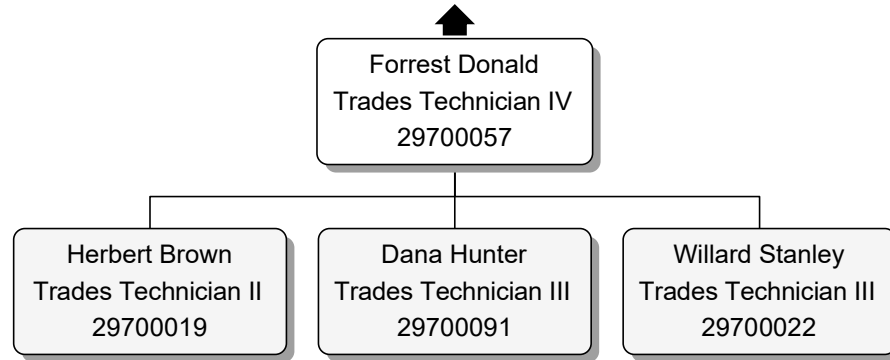 Forrest Donald
Trades Technician IV
29700057
Herbert Brown
Trades Technician II
29700019
Dana Hunter
Trades Technician III
29700091
Willard Stanley
Trades Technician III
29700022